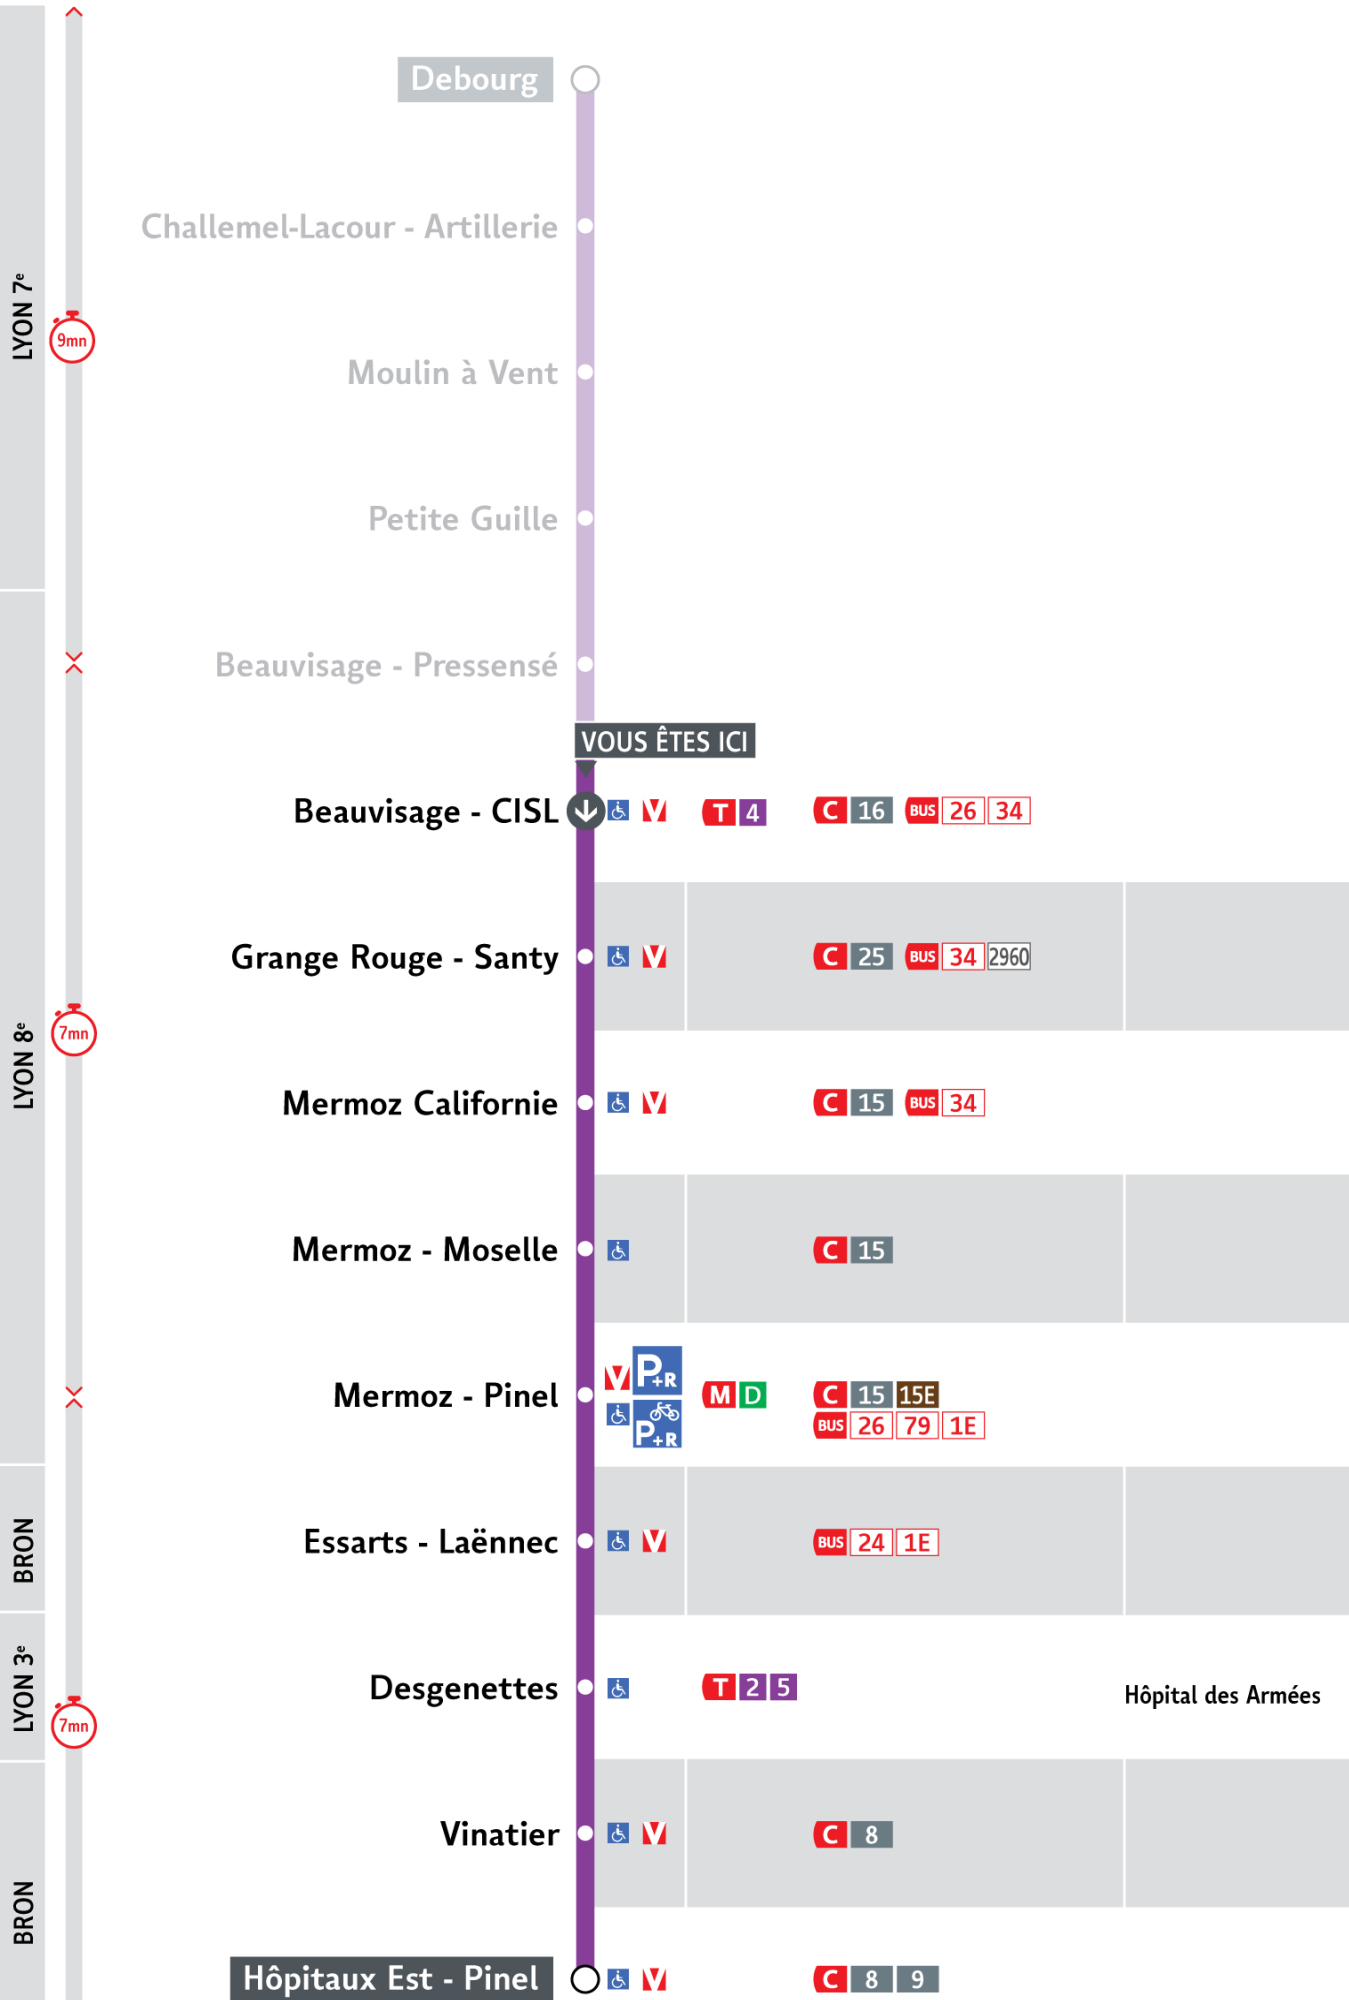 Debourg
Challemel-Lacour - Artillerie
LYON 7e
9mn
Moulin à Vent
Petite Guille
Beauvisage - Pressensé
VOUS ÊTES ICI
Beauvisage - CISL V T 4 C 16 BUS 26 34
Grange Rouge - Santy V C 25 BUS 34 2960
LYON 8e
7mn
Mermoz Californie V C 15 BUS 34
Mermoz - Moselle C 15
Mermoz - Pinel V P+R M D C 15 15E
P+R BUS 26 79 1E
BRON
Essarts - Laënnec V BUS 24 1E
LYON 3e
Desgenettes T 2 5 Hôpital des Armées
7mn
Vinatier V C 8
BRON
Hôpitaux Est - Pinel V C 8 9